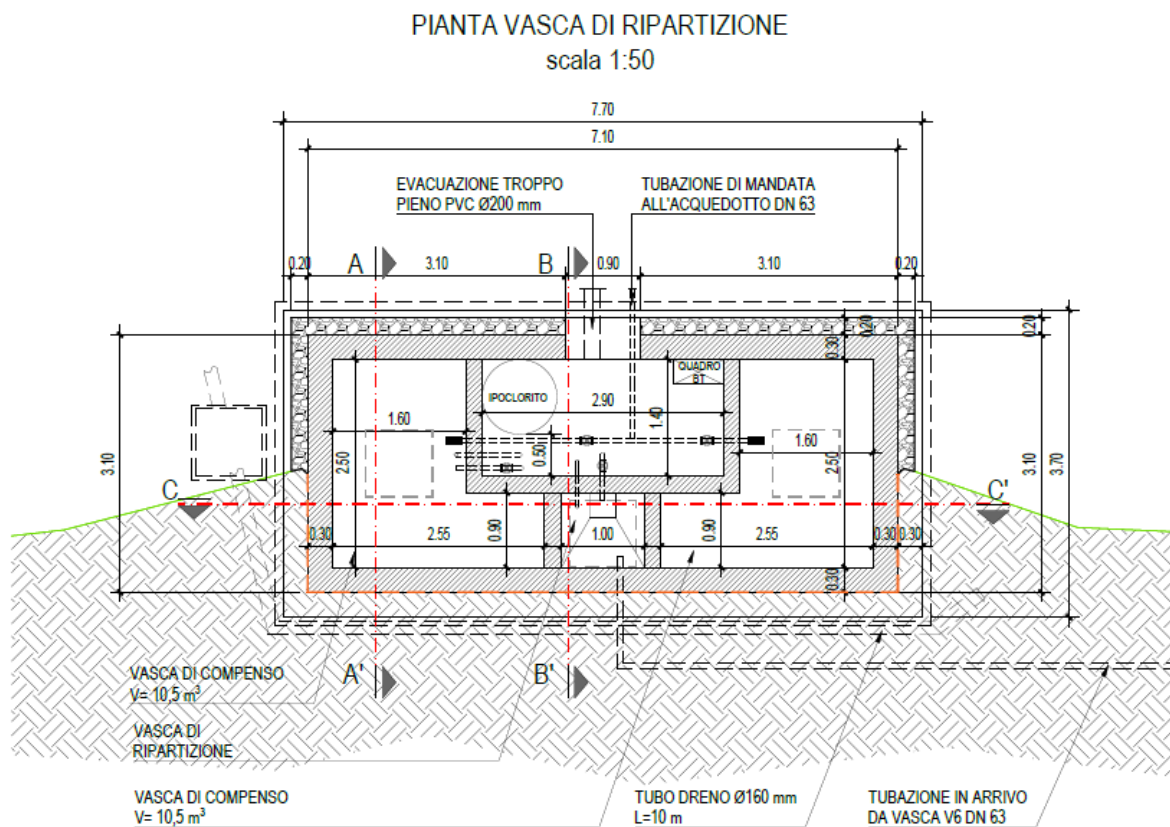 PIANTA VASCA DI RIPARTIZIONE
scala 1:50
7.70
7.10
EVACUAZIONE TROPPO
PIENO PVC Ø200 mm
TUBAZIONE DI MANDATA
ALL'ACQUEDOTTO DN 63
0.20
A
3.10
B
0.90
3.10
0.20
0.20
0.20
0.30
QUADRO
BT
IPOCLORITO
2.90
1.40
1.60
1.60
2.50
0.50
2.50
3.10
3.10
3.70
C
C'
0.30
2.55
0.90
1.00
0.90
2.55
0.30
0.30
0.30
A'
B'
VASCA DI COMPENSO
V= 10,5 m³
VASCA DI
RIPARTIZIONE
VASCA DI COMPENSO
V= 10,5 m³
TUBO DRENO Ø160 mm
L=10 m
TUBAZIONE IN ARRIVO
DA VASCA V6 DN 63